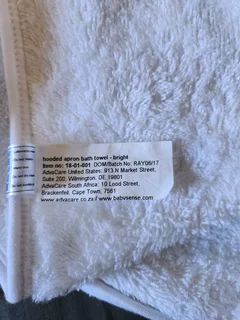 hooded apron bath towel - bright
Item no: 18-01-001 DOM/Batch No: RAY06/17
AdvaCare United States: 913 N Market Street,
Suite 200, Wilmington, DE 19801
AdvaCare South Africa: 10 Lood Street,
Brackenfell, Cape Town, 7561
www.advacare.co.za/ www.babysense.com